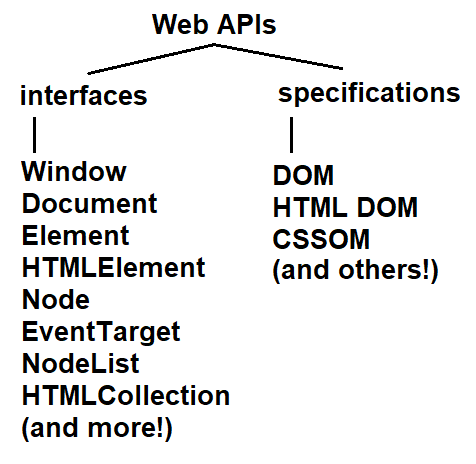 Web APIs
interfaces
specifications
Window
Document
Element
HTMLElement
Node
EventTarget
NodeList
HTMLCollection
(and more!)
DOM
HTML DOM
CSSOM
(and others!)